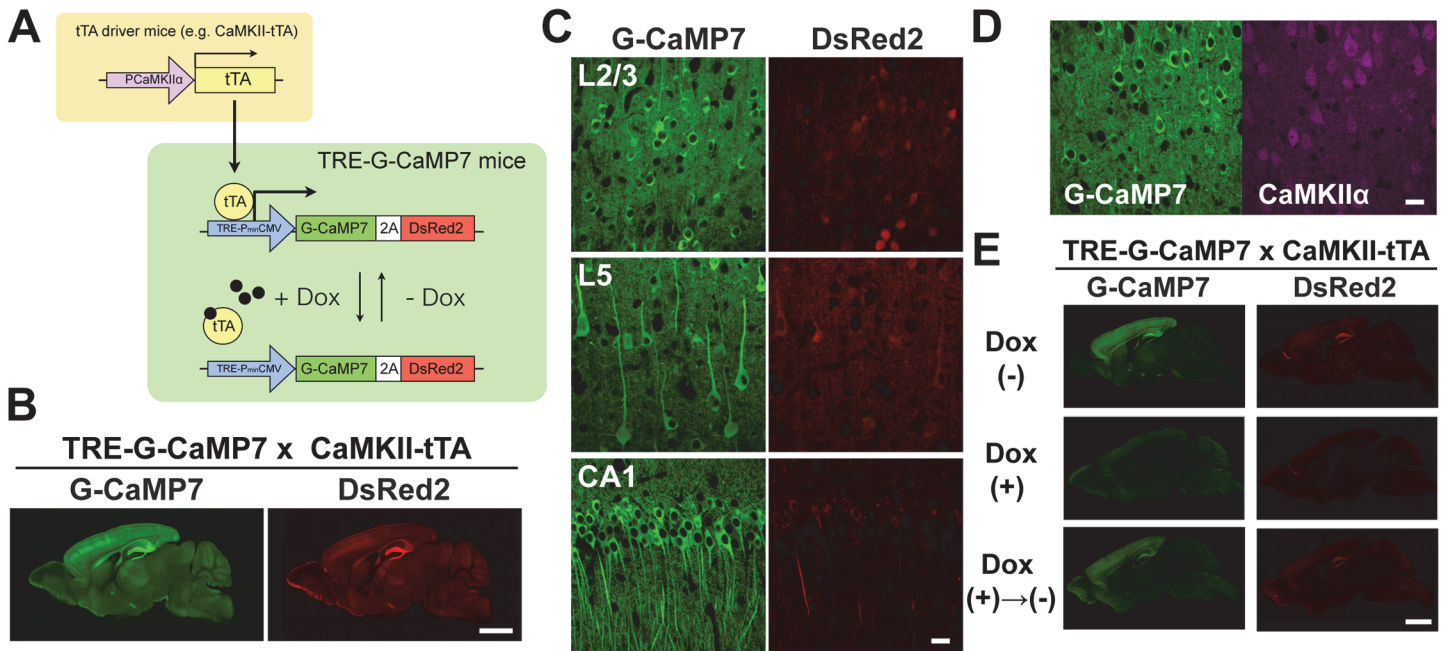 A
tTA driver mice (e.g. CaMKII-tTA)
PCaMKIIα
tTA
TRE-G-CaMP7 mice
tTA
TRE-PminCMV
G-CaMP7
2A
DsRed2
+ Dox
- Dox
tTA
TRE-PminCMV
G-CaMP7
2A
DsRed2
B
TRE-G-CaMP7 x CaMKII-tTA
G-CaMP7
DsRed2
C
G-CaMP7
DsRed2
L2/3
L5
CA1
D
G-CaMP7
CaMKIIα
E
TRE-G-CaMP7 x CaMKII-tTA
G-CaMP7
DsRed2
Dox
(-)
Dox
(+)
Dox
(+)→(-)